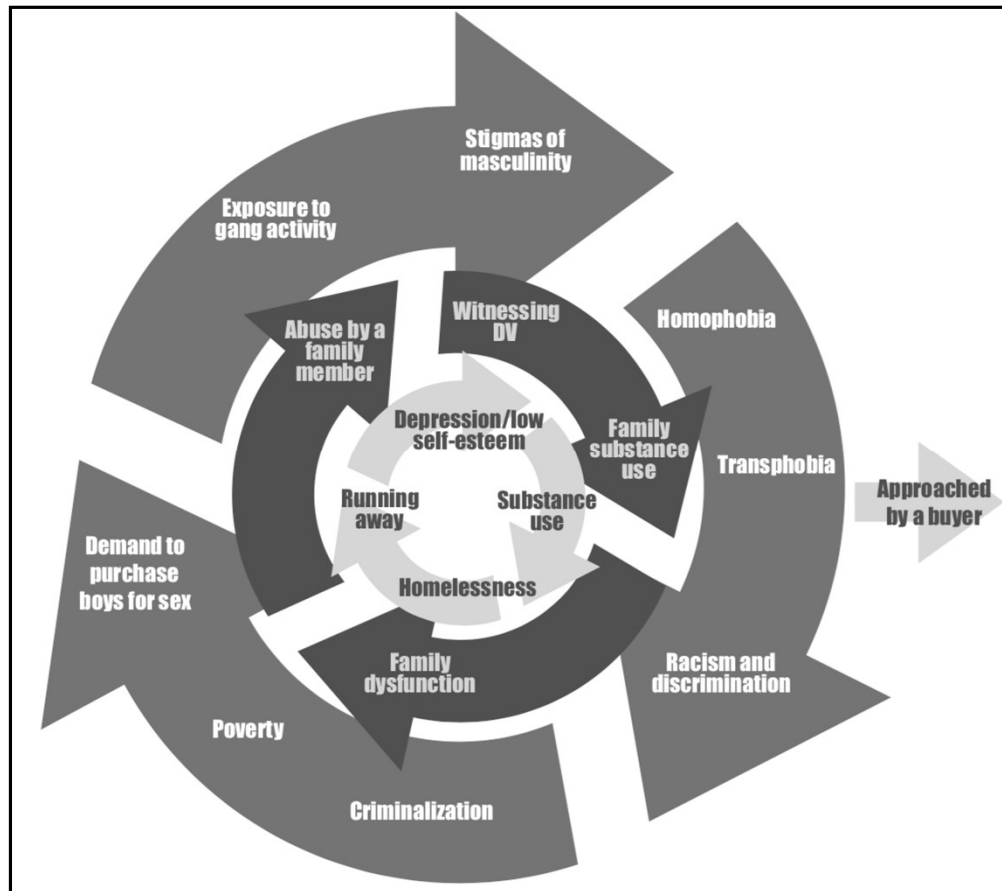 Stigmas of
masculinity
Exposure to
gang activity
Homophobia
Transphobia
Racism and
discrimination
Criminalization
Poverty
Demand to
purchase
boys for sex
Witnessing
DV
Family
substance
use
Family
dysfunction
Abuse by a
family
member
Depression/low
self-esteem
Substance
use
Homelessness
Running
away
Approached
by a buyer